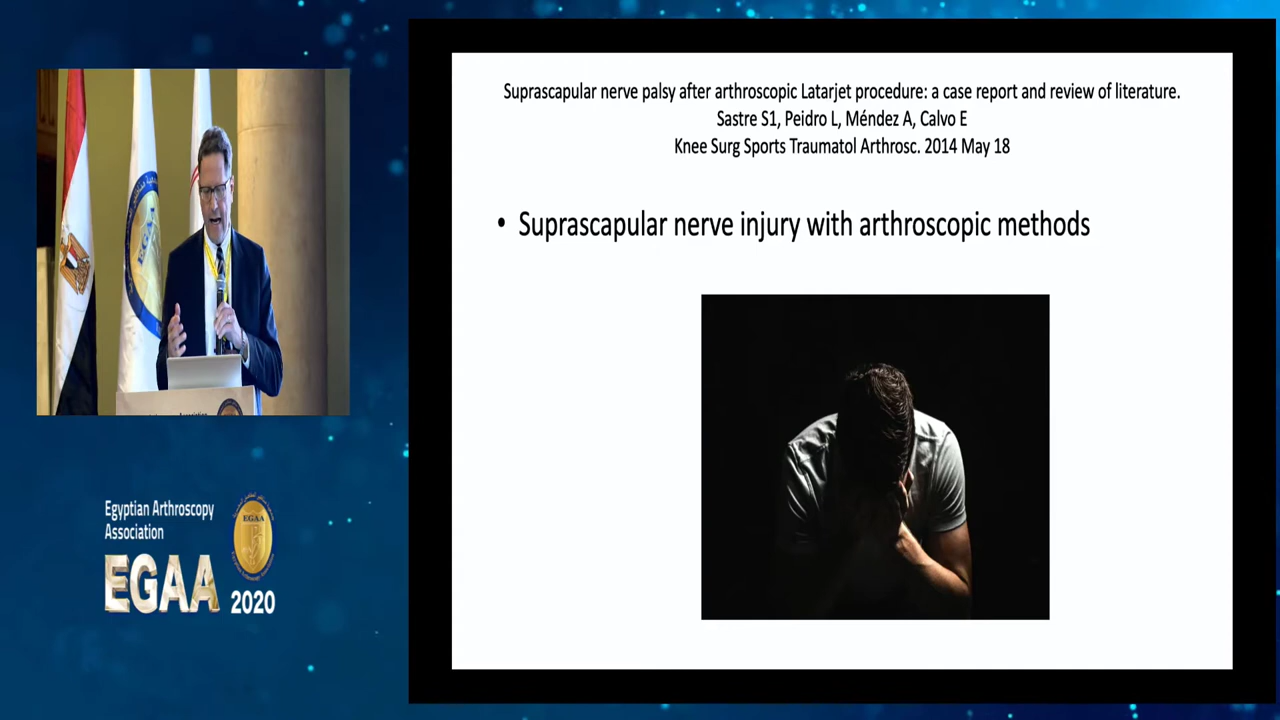 Suprascapular nerve palsy after arthroscopic Latarjet procedure: a case report and review of literature.
Sastre S1, Peidro L, Méndez A, Calvo E
Knee Surg Sports Traumatol Arthrosc. 2014 May 18
• Suprascapular nerve injury with arthroscopic methods
EGAA
Association
Egyptian Arthroscopy
Association
EGAA
EGAA
2020